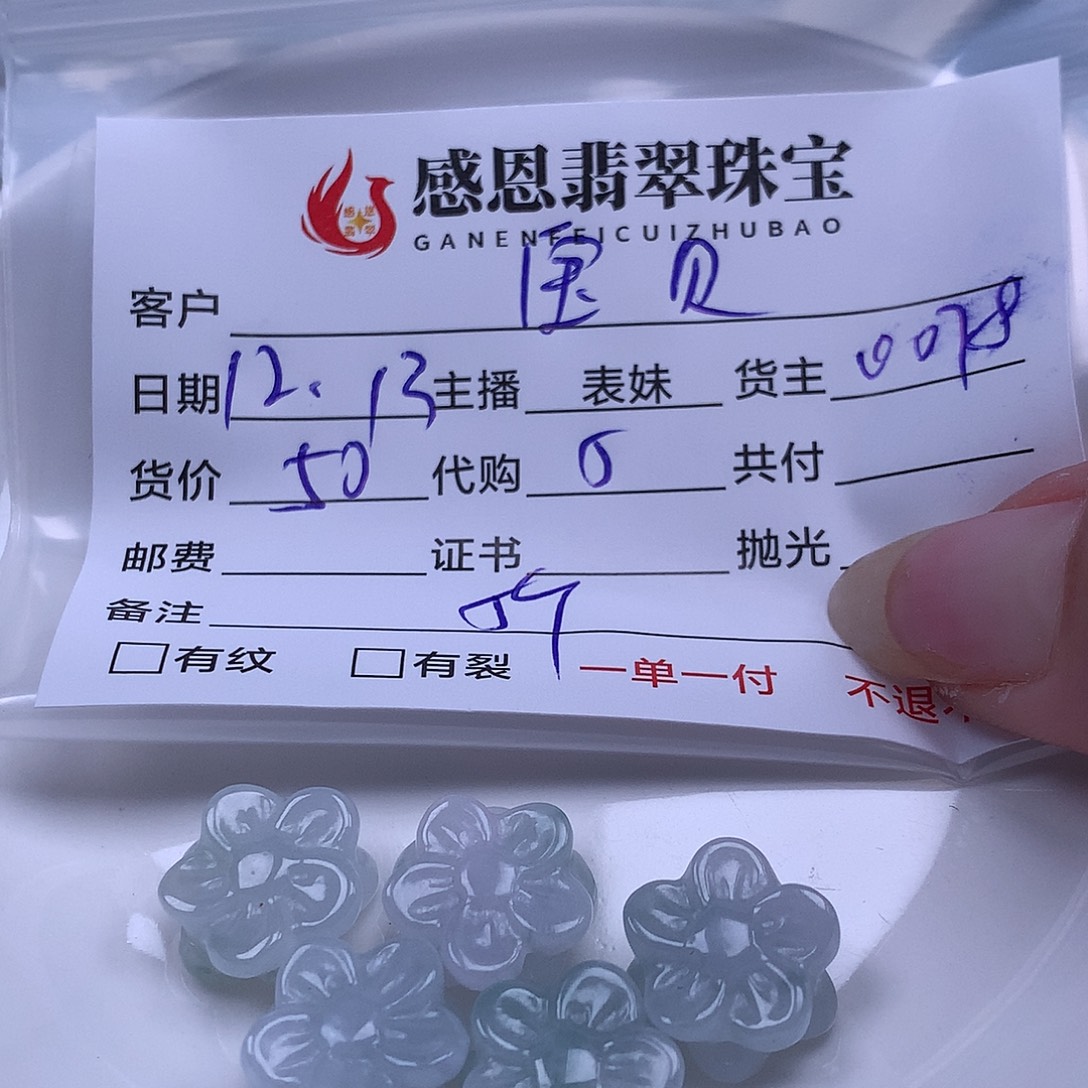 感恩翡翠珠宝
GANENFEICUIZHUBAO
客户 宝贝
日期 12.13 主播 表妹 货主 0078
货价 50 代购 5 共付
邮费 证书 抛光
备注 59
有纹 有裂 一单一付 不退